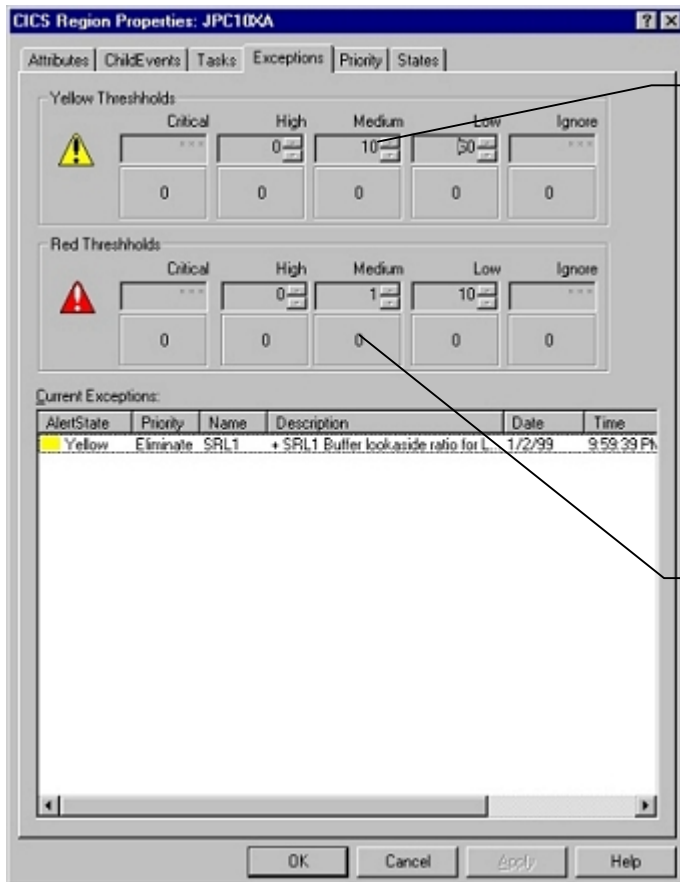 CICS Region Properties: JPC10XA
Attributes ChildEvents Tasks Exceptions Priority States
Yellow Threshholds
Critical High Medium Low Ignore
*** 0 10 50 ***
0 0 0 0 0
Red Threshholds
Critical High Medium Low Ignore
*** 0 1 10 ***
0 0 0 0 0
Current Exceptions:
AlertState Priority Name Description Date Time
Yellow Eliminate SRL1 + SRL1 Buffer lookaside ratio for L... 1/2/99 9:59:39 PM
OK Cancel Apply Help